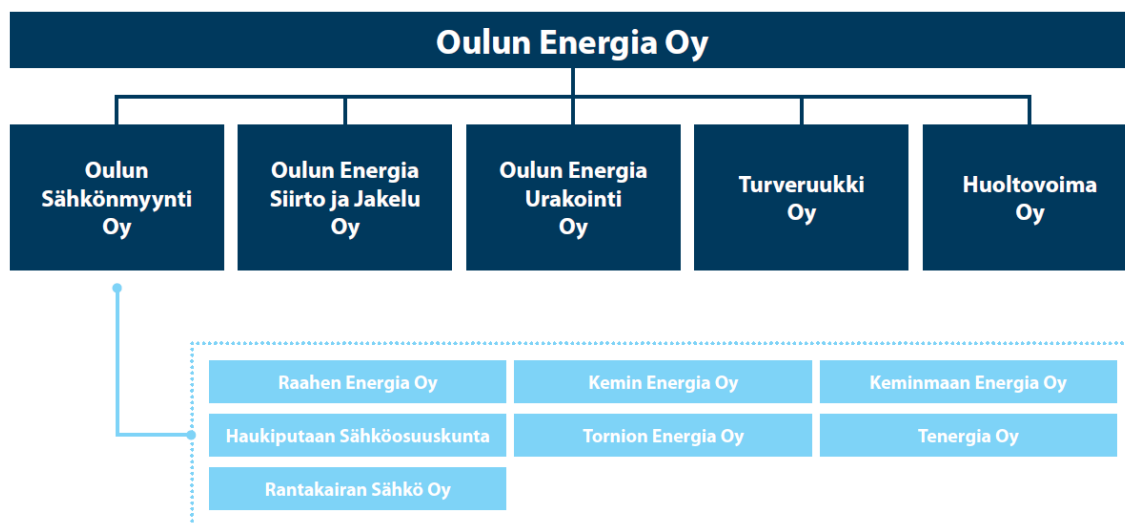 Oulun Energia Oy
Oulun
Sähkönmyynti
Oy
Oulun Energia
Siirto ja Jakelu
Oy
Oulun Energia
Urakointi
Oy
Turveruukki
Oy
Huoltovoima
Oy
Raahen Energia Oy
Kemin Energia Oy
Keminmaan Energia Oy
Haukiputaan Sähköosuuskunta
Tornion Energia Oy
Tenergia Oy
Rantakairan Sähkö Oy